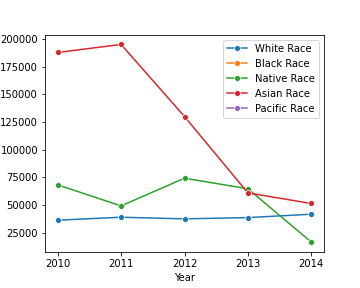 200000
175000
150000
125000
100000
75000
50000
25000
White Race
Black Race
Native Race
Asian Race
Pacific Race
2010 2011 2012 2013 2014
Year